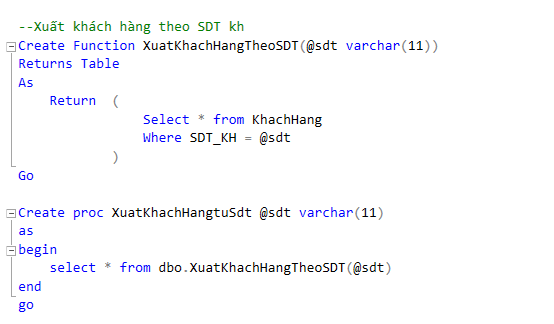 --Xuất khách hàng theo SDT kh
Create Function XuatKhachHangTheoSDT(@sdt varchar(11))
Returns Table
As
Return (
Select * from KhachHang
Where SDT_KH = @sdt
)
Go
Create proc XuatKhachHangtuSdt @sdt varchar(11)
as
begin
select * from dbo.XuatKhachHangTheoSDT(@sdt)
end
go